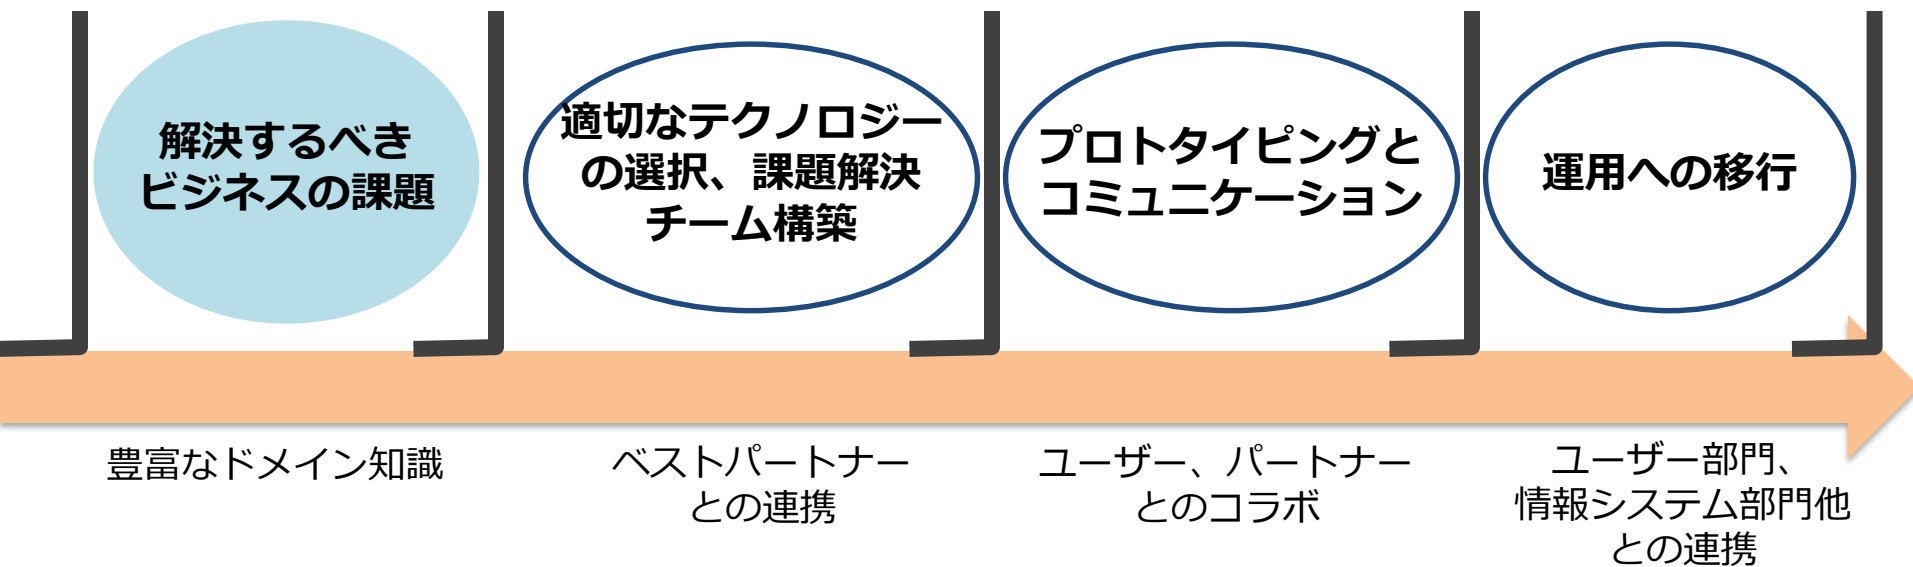 解決するべき
ビジネスの課題
適切なテクノロジー
の選択、課題解決
チーム構築
プロトタイピングと
コミュニケーション
運用への移行
豊富なドメイン知識
ベストパートナー
との連携
ユーザー、パートナー
とのコラボ
ユーザー部門、
情報システム部門他
との連携